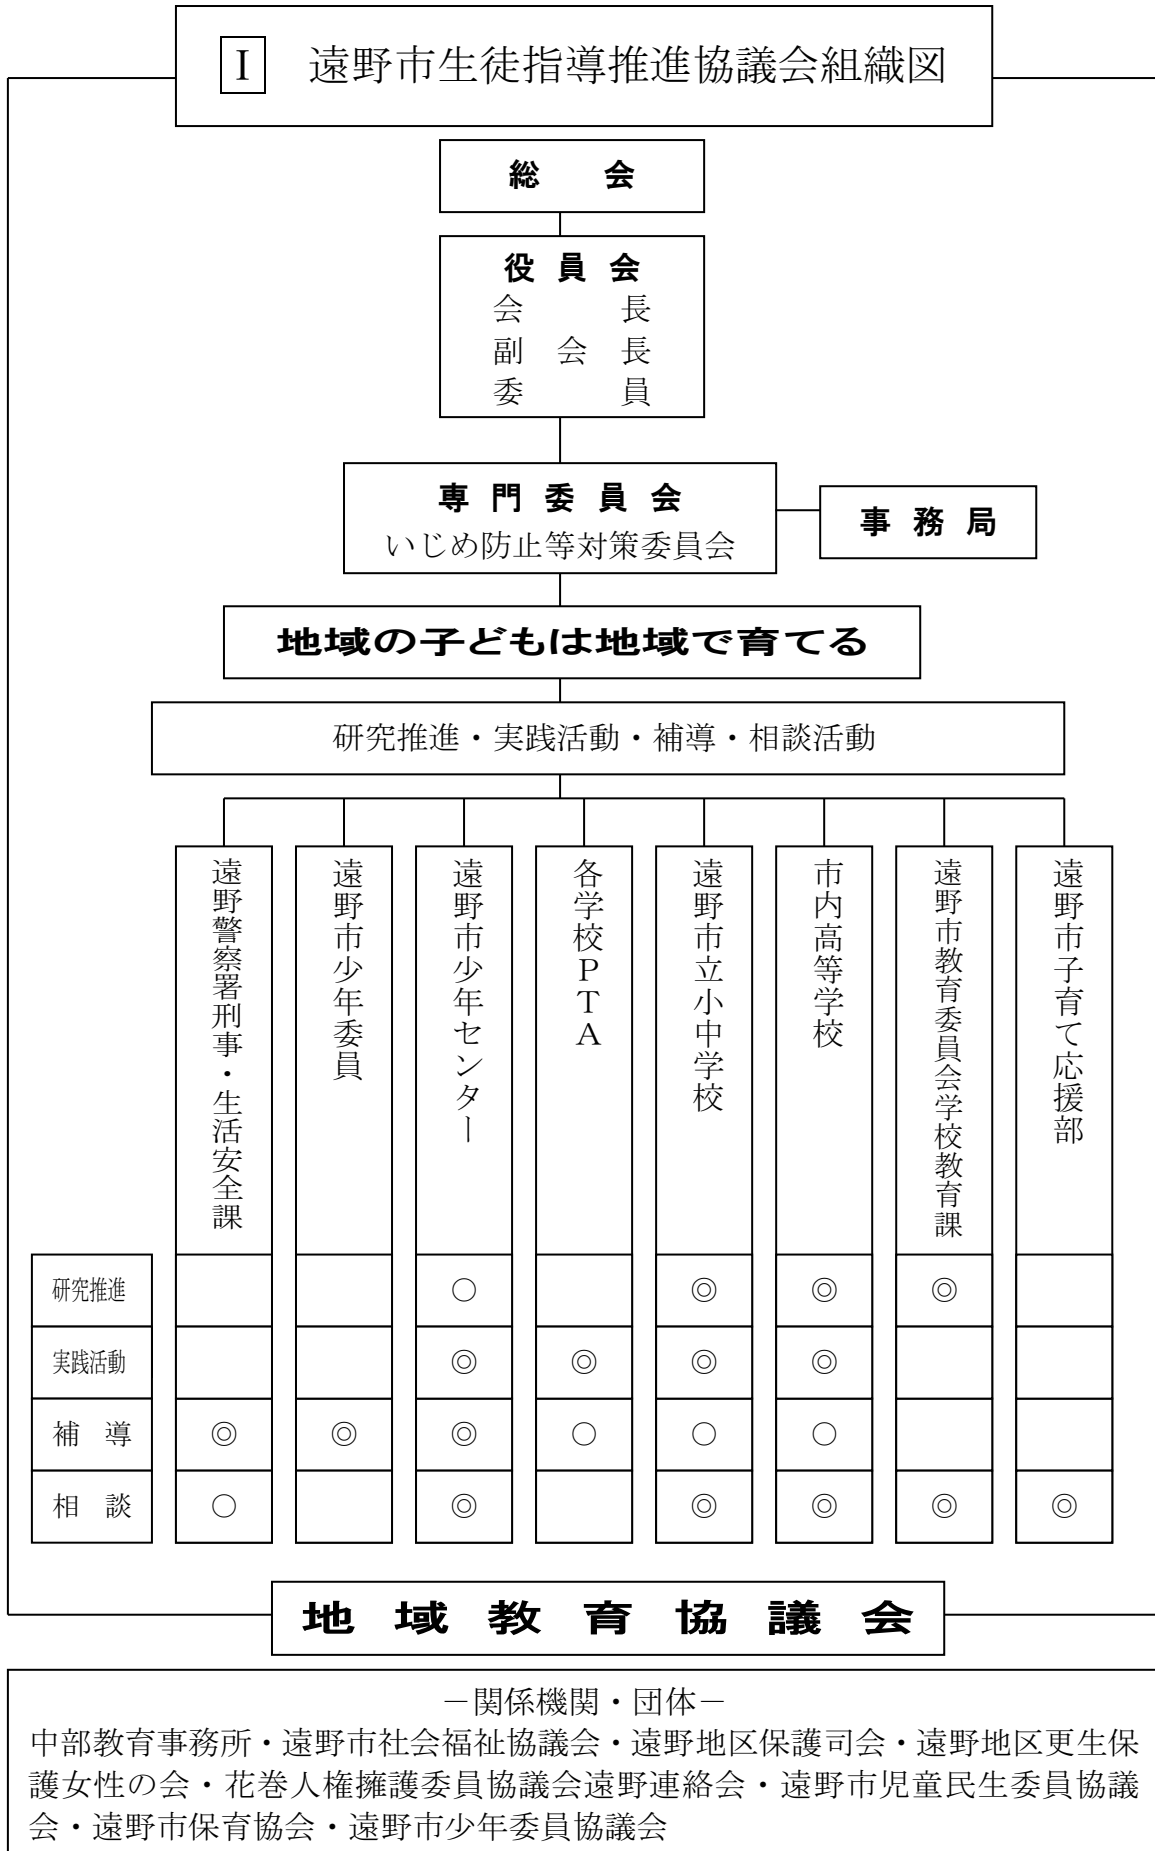 Ⅰ 遠野市生徒指導推進協議会組織図
総 会
役 員 会
会 長
副 会 長
委 員
専 門 委 員 会
いじめ防止等対策委員会
事 務 局
地域の子どもは地域で育てる
研究推進・実践活動・補導・相談活動
遠野警察署刑事・生活安全課
遠野市少年委員
遠野市少年センター
各学校PTA
遠野市立小中学校
市内高等学校
遠野市教育委員会学校教育課
遠野市子育て応援部
研究推進 ○ ◎ ◎ ◎
実践活動 ◎ ◎ ◎ ◎
補 導 ◎ ◎ ◎ ○ ○ ○
相 談 ○ ◎ ◎ ◎ ◎ ◎
地 域 教 育 協 議 会
－関係機関・団体－
中部教育事務所・遠野市社会福祉協議会・遠野地区保護司会・遠野地区更生保
護女性の会・花巻人権擁護委員協議会遠野連絡会・遠野市児童民生委員協議
会・遠野市保育協会・遠野市少年委員協議会